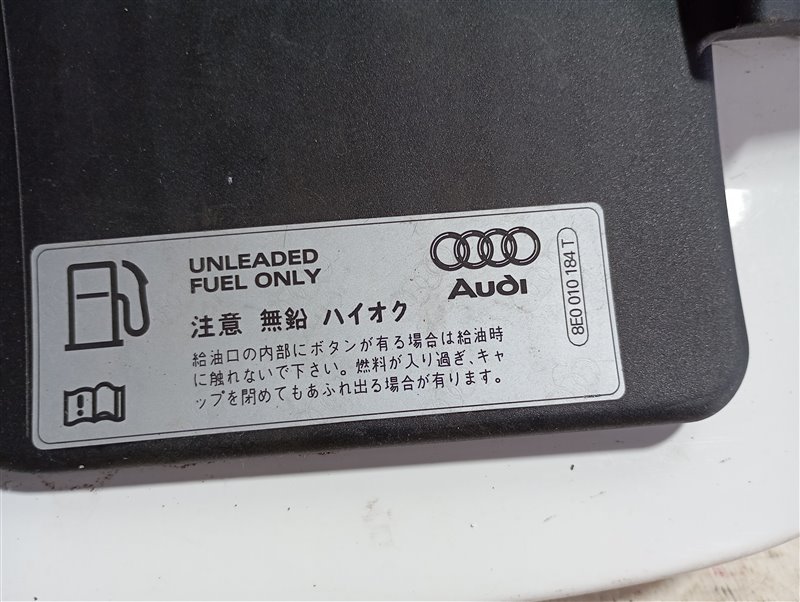 UNLEADED
FUEL ONLY
Audi
8E0 010 184 T
注意 無鉛 ハイオク
給油口の内部にボタンが有る場合は給油時
に触れないで下さい。燃料が入り過ぎ、キャ
ップを閉めてもあふれ出る場合が有ります。